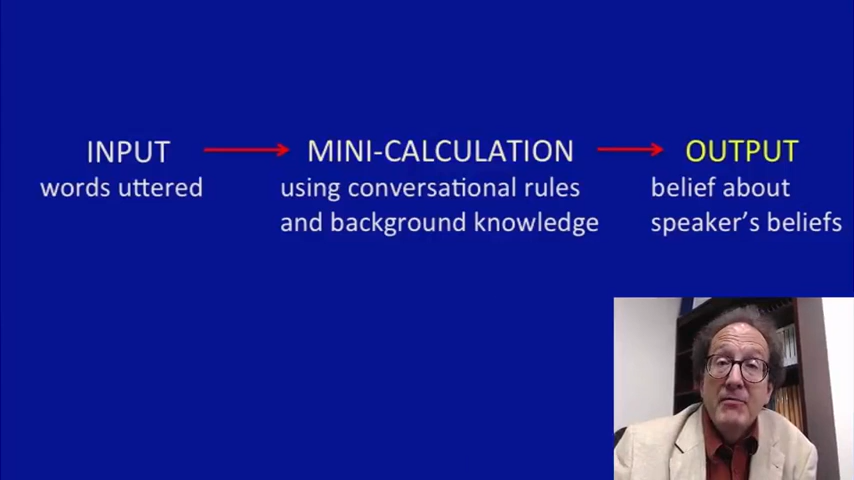 INPUT → MINI-CALCULATION → OUTPUT
words uttered using conversational rules belief about
and background knowledge speaker's beliefs